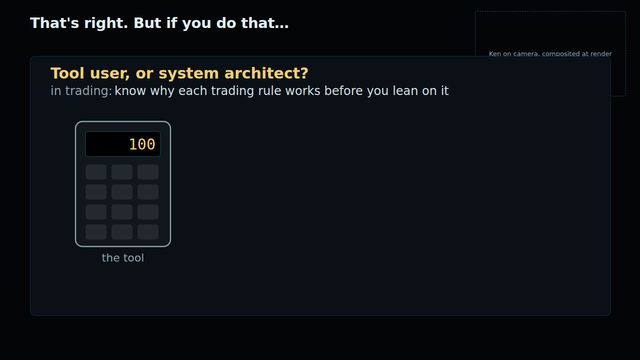 That's right. But if you do that...
Ken on camera, composited at render
Tool user, or system architect?
in trading: know why each trading rule works before you lean on it
100
the tool